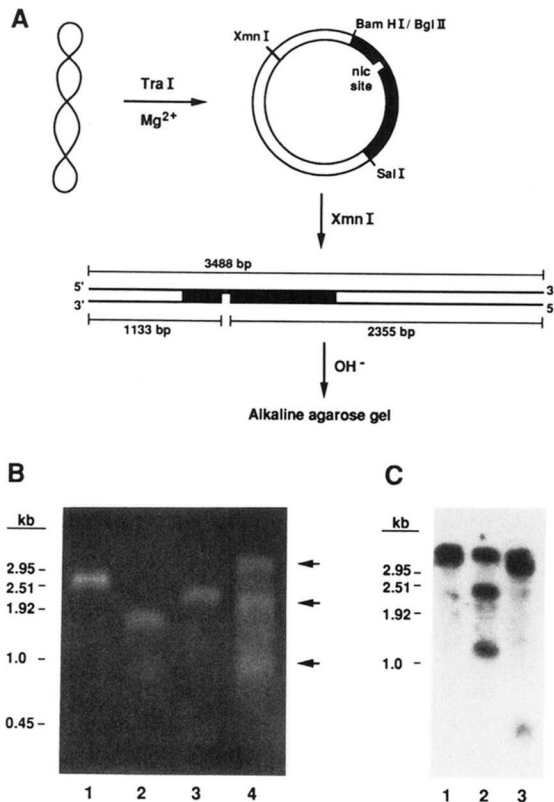 A
Xmn I
Bam HI / Bgl II
nic
site
Tra I
Mg2+
Sal I
Xmn I
3488 bp
5' 3'
3' 5'
1133 bp 2355 bp
OH -
Alkaline agarose gel
B
kb
2.95
2.51
1.92
1.0
0.45
1 2 3 4
C
kb
2.95
2.51
1.92
1.0
1 2 3